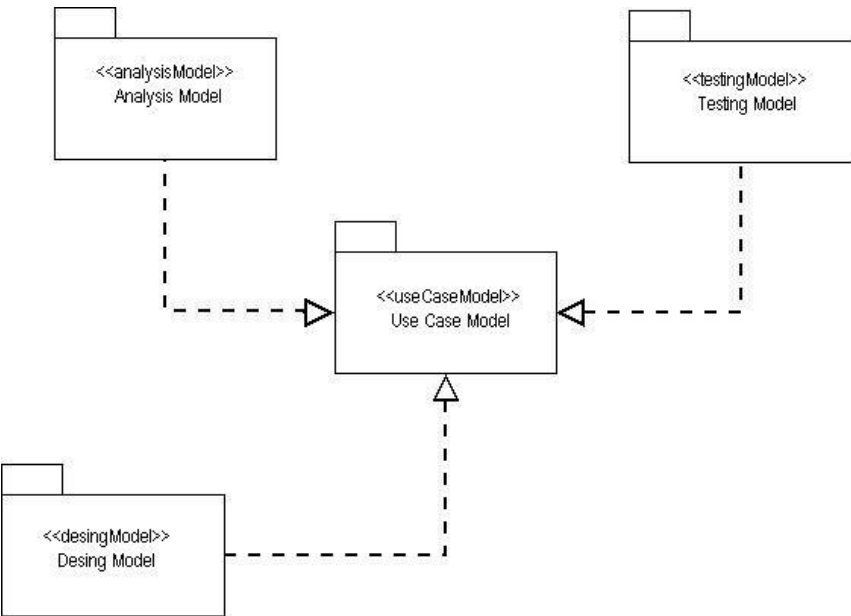 <<analysisModel>>
Analysis Model
<<testingModel>>
Testing Model
<<useCaseModel>>
Use Case Model
<<desingModel>>
Desing Model